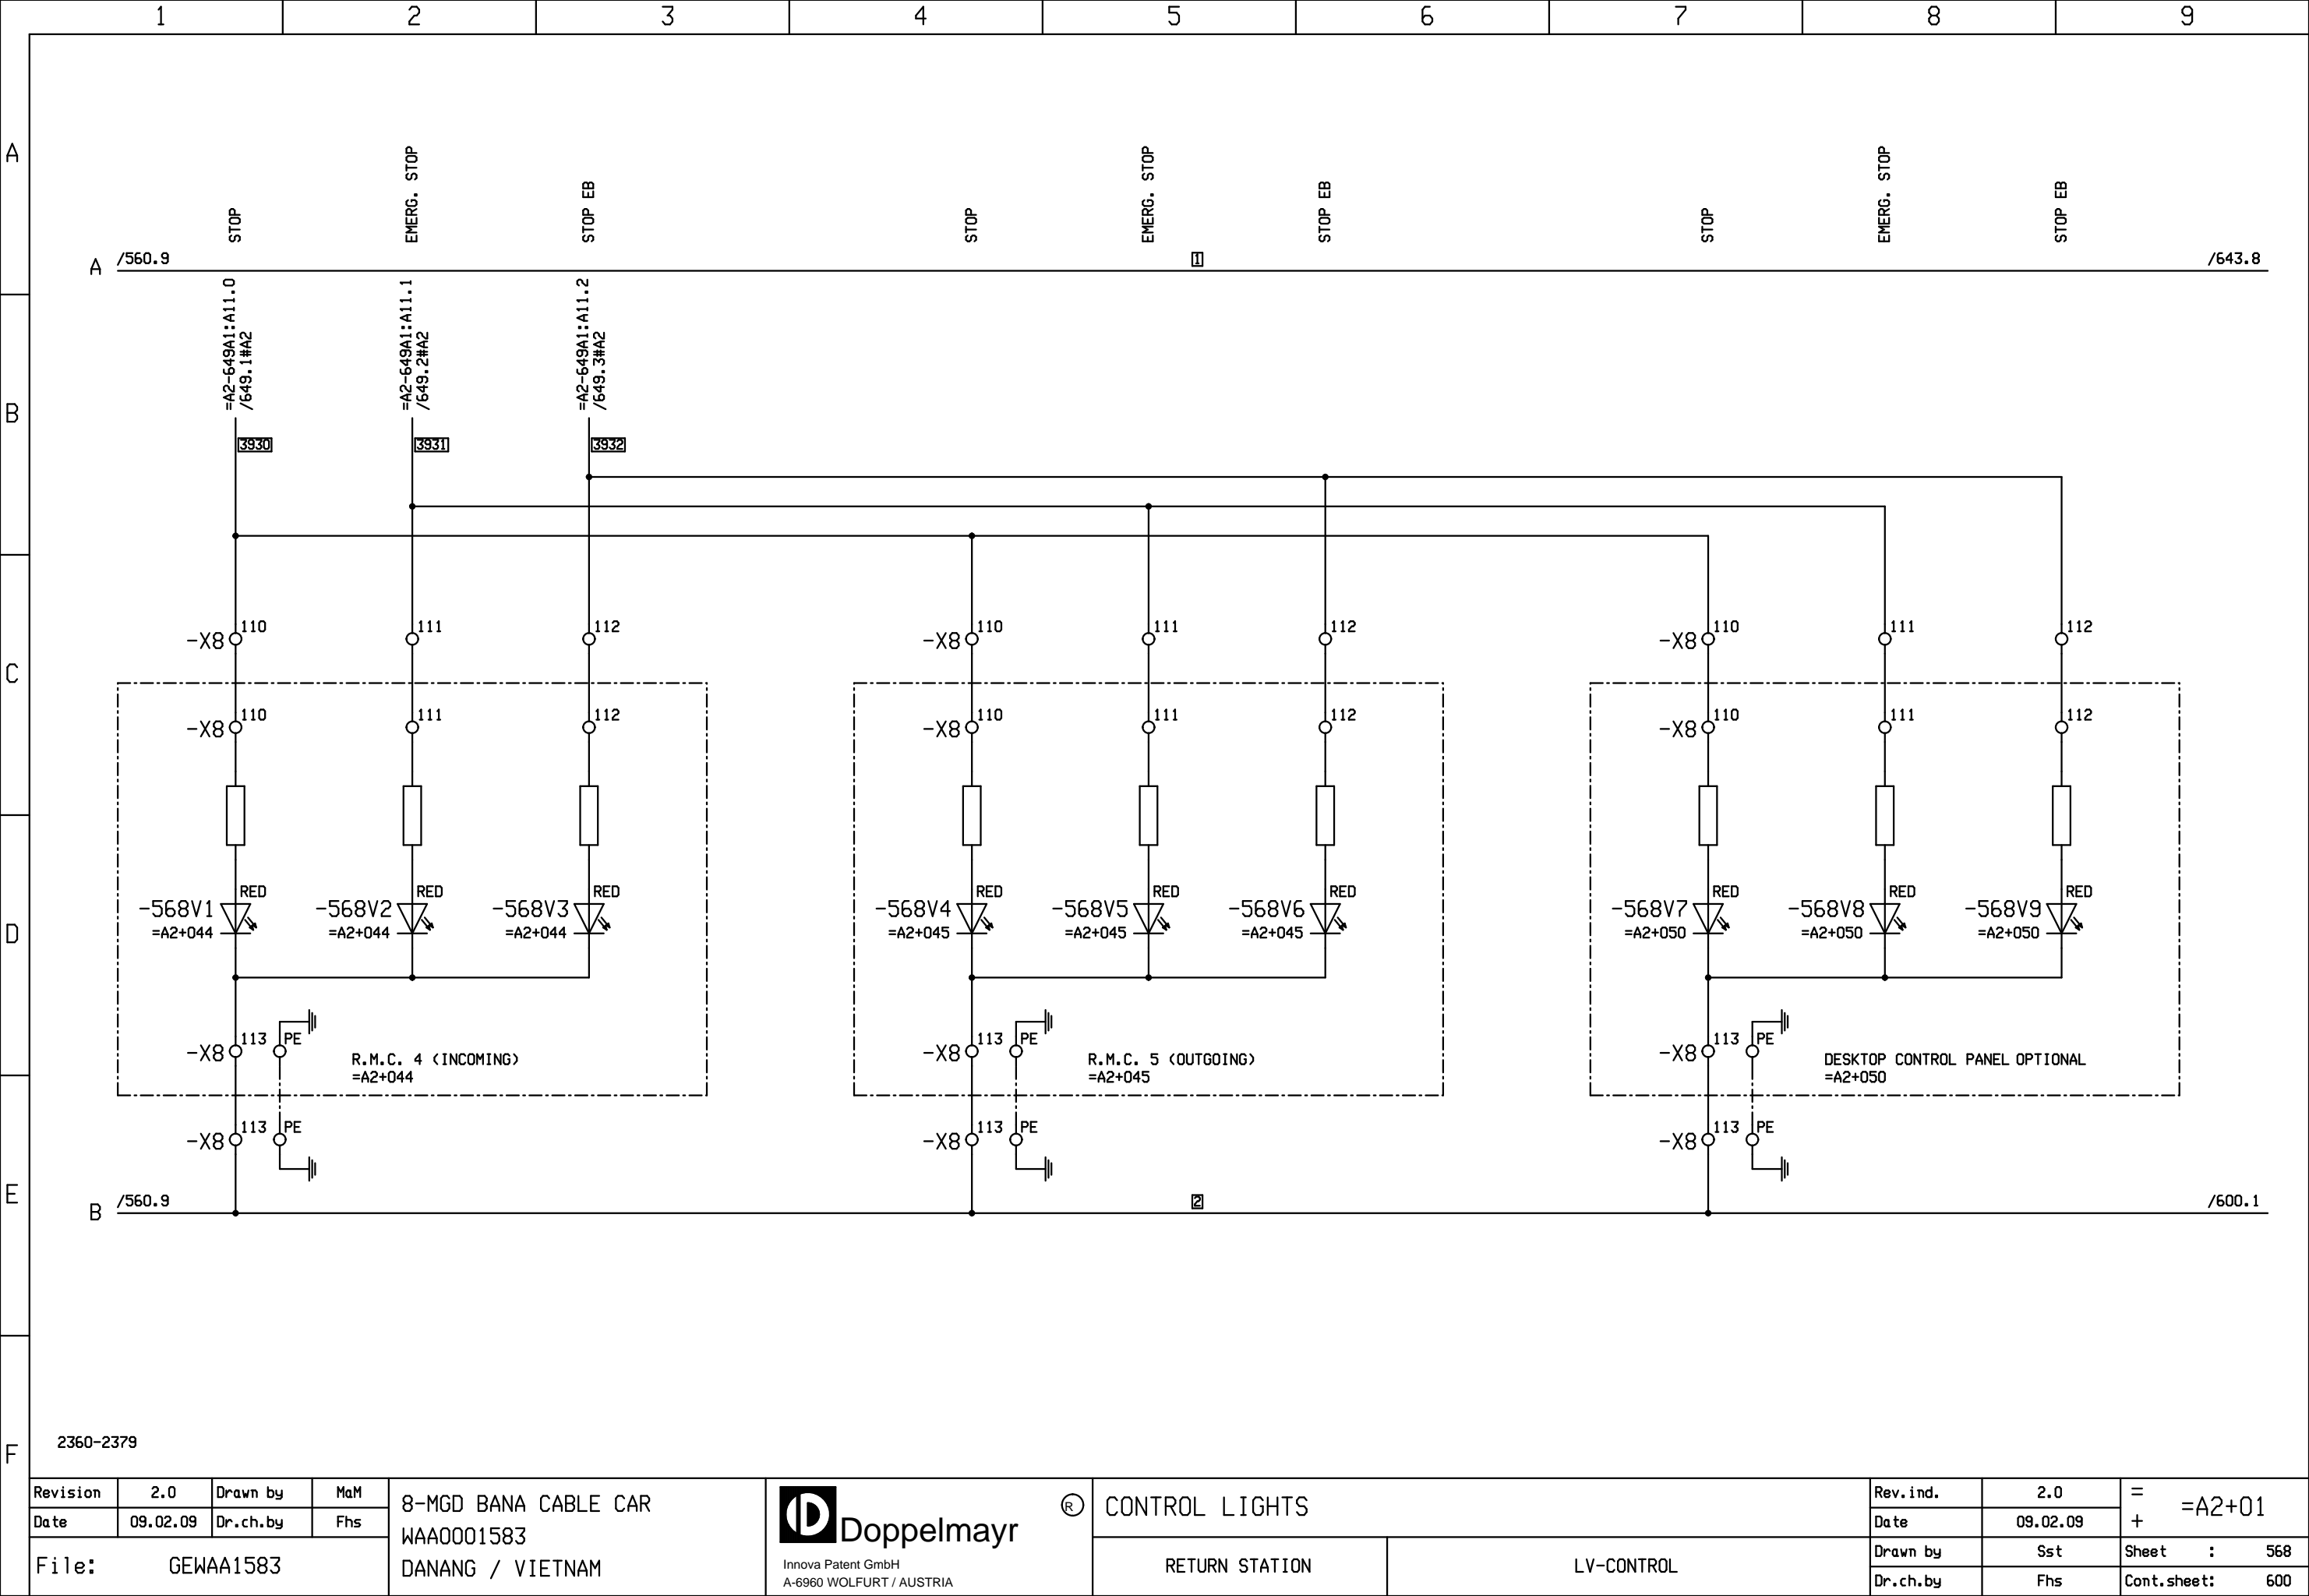 1 2 3 4 5 6 7 8 9
A
STOP EMERG. STOP STOP EB STOP EMERG. STOP STOP EB STOP EMERG. STOP STOP EB
A /560.9 1 /643.8
=A2-649A1:A11.0 =A2-649A1:A11.1 =A2-649A1:A11.2
/649.1#A2 /649.2#A2 /649.3#A2
B
3930 3931 3932
-X8 110 111 112 -X8 110 111 112 -X8 110 111 112
C
-X8 110 111 112 -X8 110 111 112 -X8 110 111 112
RED RED RED RED RED RED RED RED RED
-568V1 -568V2 -568V3 -568V4 -568V5 -568V6 -568V7 -568V8 -568V9
D
=A2+044 =A2+044 =A2+044 =A2+045 =A2+045 =A2+045 =A2+050 =A2+050 =A2+050
-X8 113 PE -X8 113 PE -X8 113 PE
R.M.C. 4 (INCOMING) R.M.C. 5 (OUTGOING) DESKTOP CONTROL PANEL OPTIONAL
=A2+044 =A2+045 =A2+050
-X8 113 PE -X8 113 PE -X8 113 PE
E
B /560.9 2 /600.1
2360-2379
F
Revision 2.0 Drawn by MaM
Date 09.02.09 Dr.ch.by Fhs
File: GEWAA1583
8-MGD BANA CABLE CAR
WAA0001583
DANANG / VIETNAM
Doppelmayr ®
Innova Patent GmbH
A-6960 WOLFURT / AUSTRIA
CONTROL LIGHTS
RETURN STATION LV-CONTROL
Rev.ind. 2.0
Date 09.02.09
Drawn by Sst
Dr.ch.by Fhs
= =A2+01
+
Sheet : 568
Cont.sheet: 600